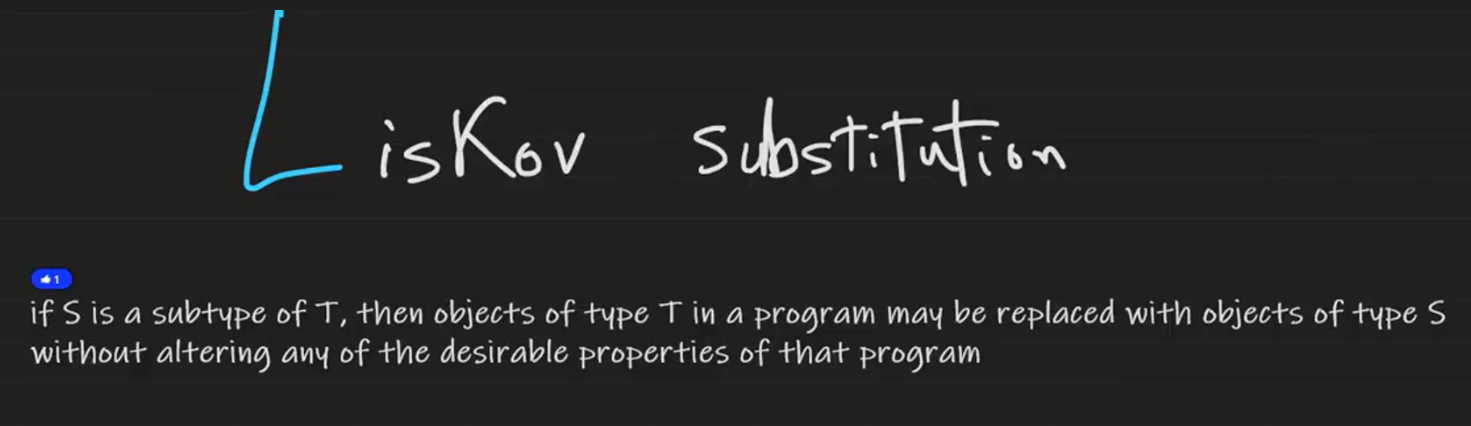 LisKov substitution
1
if S is a subtype of T, then objects of type T in a program may be replaced with objects of type S
without altering any of the desirable properties of that program